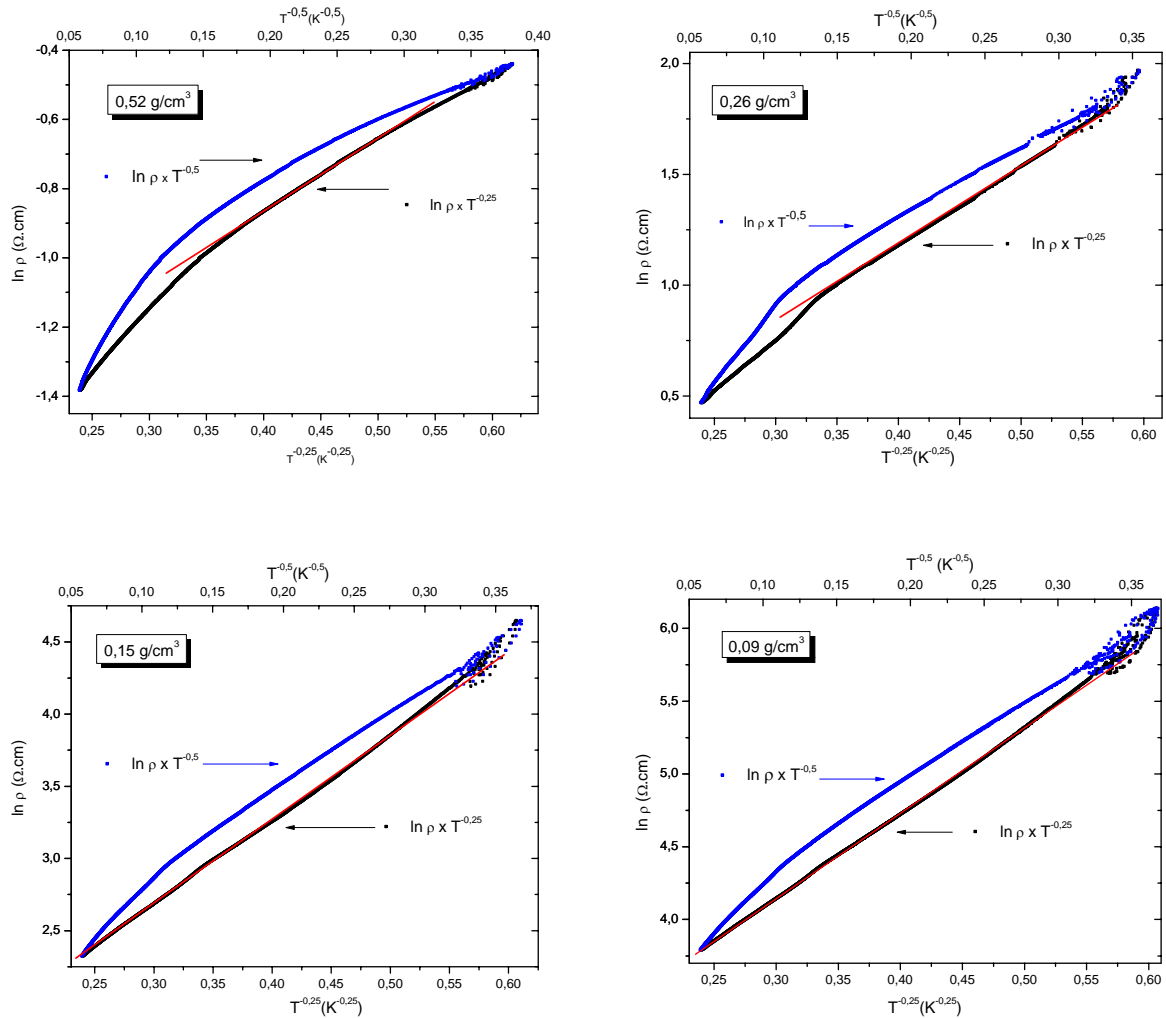 T^-0,5(K^-0,5)
0,05 0,10 0,15 0,20 0,25 0,30 0,35 0,40
-0,4
-0,6
-0,8
-1,0
-1,2
-1,4
ln ρ (Ω.cm)
0,52 g/cm³
ln ρ x T^-0,5
ln ρ x T^-0,25
0,25 0,30 0,35 0,40 0,45 0,50 0,55 0,60
T^-0,25(K^-0,25)
T^-0,5(K^-0,5)
0,05 0,10 0,15 0,20 0,25 0,30 0,35
2,0
1,5
1,0
0,5
ln ρ (Ω.cm)
0,26 g/cm³
ln ρ x T^-0,5
ln ρ x T^-0,25
0,25 0,30 0,35 0,40 0,45 0,50 0,55 0,60
T^-0,25(K^-0,25)
T^-0,5(K^-0,5)
0,05 0,10 0,15 0,20 0,25 0,30 0,35
4,5
4,0
3,5
3,0
2,5
ln ρ (Ω.cm)
0,15 g/cm³
ln ρ x T^-0,5
ln ρ x T^-0,25
0,25 0,30 0,35 0,40 0,45 0,50 0,55 0,60
T^-0,25(K^-0,25)
T^-0,5(K^-0,5)
0,05 0,10 0,15 0,20 0,25 0,30 0,35
6,0
5,5
5,0
4,5
4,0
ln ρ (Ω.cm)
0,09 g/cm³
ln ρ x T^-0,5
ln ρ x T^-0,25
0,25 0,30 0,35 0,40 0,45 0,50 0,55 0,60
T^-0,25(K^-0,25)